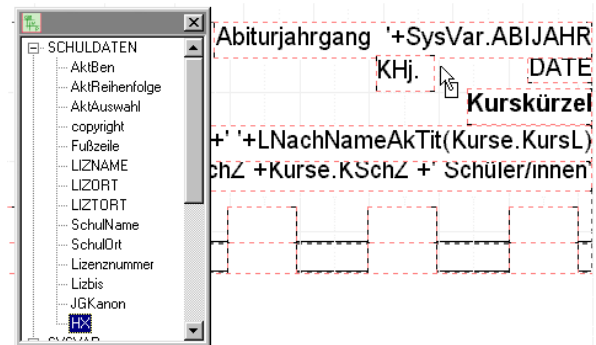 SCHULDATEN
AktBen
AktReihenfolge
AktAuswahl
copyright
Fußzeile
LIZNAME
LIZORT
LIZTORT
SchulName
SchulOrt
Lizenznummer
Lizbis
JGKanon
HX
SYSVAR
'Abiturjahrgang '+SysVar.ABIJAHR
KHj.
DATE
Kurskürzel
+' '+LNachNameAkTit(Kurse.KursL)
chZ +Kurse.KSchZ +' Schüler/innen'